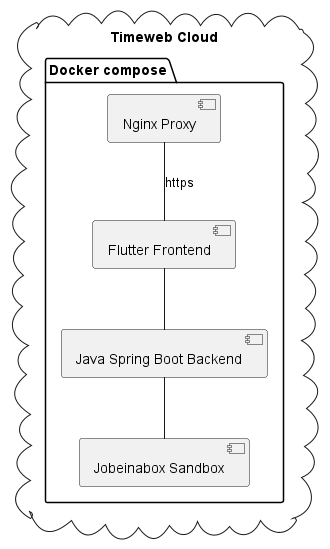 Timeweb Cloud
Docker compose
Nginx Proxy
https
Flutter Frontend
Java Spring Boot Backend
Jobeinabox Sandbox